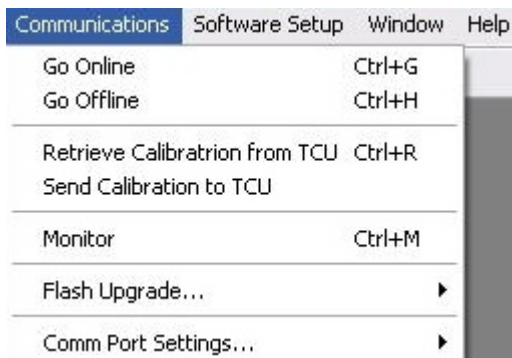 Communications Software Setup Window Help
Go Online Ctrl+G
Go Offline Ctrl+H
Retrieve Calibratrion from TCU Ctrl+R
Send Calibration to TCU
Monitor Ctrl+M
Flash Upgrade...
Comm Port Settings...